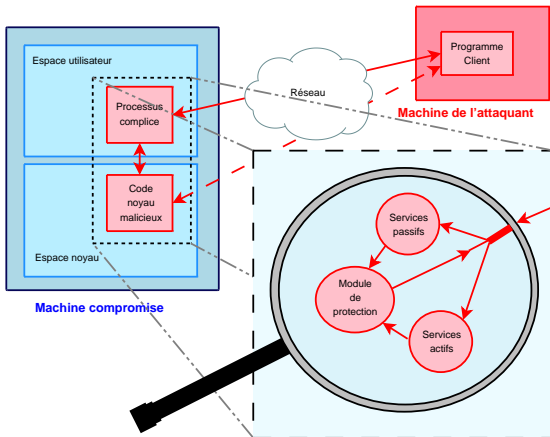 Espace utilisateur
Processus
complice
Code
noyau
malicieux
Espace noyau
Machine compromise
Réseau
Programme
Client
Machine de l'attaquant
Services
passifs
Module
de
protection
Services
actifs